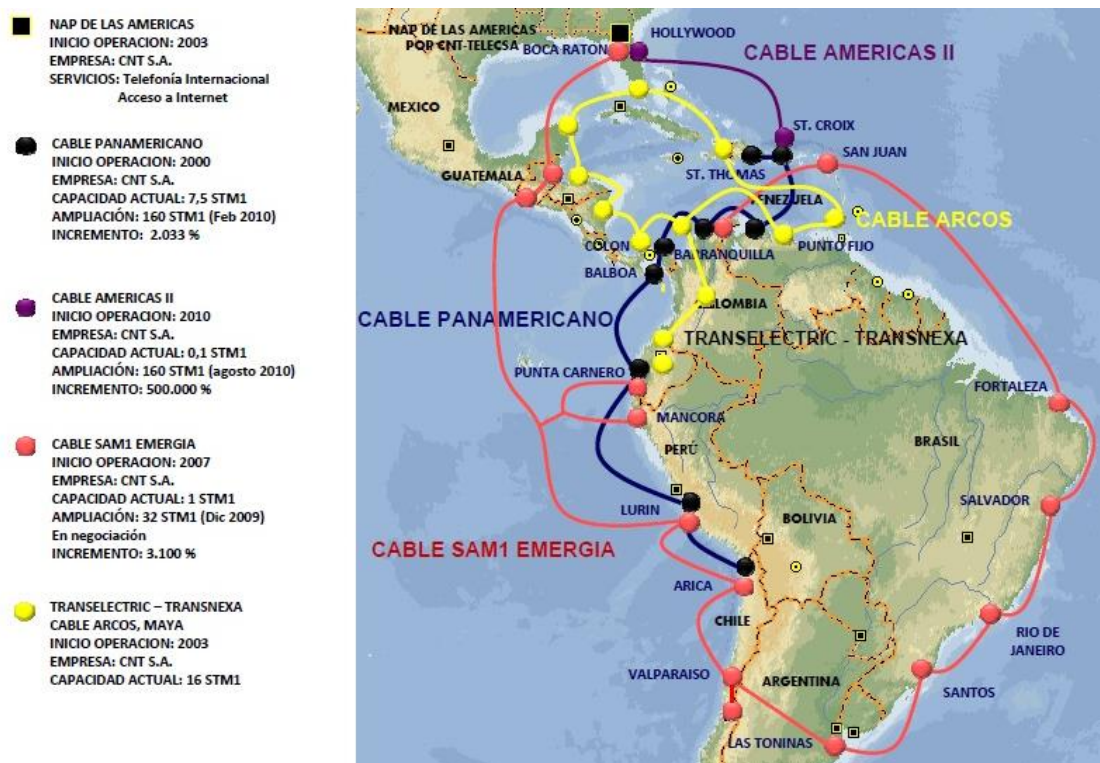 NAP DE LAS AMERICAS
INICIO OPERACION: 2003
EMPRESA: CNT S.A.
SERVICIOS: Telefonía Internacional
Acceso a Internet
CABLE PANAMERICANO
INICIO OPERACION: 2000
EMPRESA: CNT S.A.
CAPACIDAD ACTUAL: 7,5 STM1
AMPLIACIÓN: 160 STM1 (Feb 2010)
INCREMENTO: 2.033 %
CABLE AMERICAS II
INICIO OPERACION: 2010
EMPRESA: CNT S.A.
CAPACIDAD ACTUAL: 0,1 STM1
AMPLIACIÓN: 160 STM1 (agosto 2010)
INCREMENTO: 500.000 %
CABLE SAM1 EMERGIA
INICIO OPERACION: 2007
EMPRESA: CNT S.A.
CAPACIDAD ACTUAL: 1 STM1
AMPLIACIÓN: 32 STM1 (Dic 2009)
En negociación
INCREMENTO: 3.100 %
TRANSELECTRIC – TRANSNEXA
CABLE ARCOS, MAYA
INICIO OPERACION: 2003
EMPRESA: CNT S.A.
CAPACIDAD ACTUAL: 16 STM1
NAP DE LAS AMERICAS
POR CNT-TELECSA
HOLLYWOOD
BOCA RATON
CABLE AMERICAS II
MEXICO
ST. CROIX
SAN JUAN
GUATEMALA
ST. THOMAS
VENEZUELA
CABLE ARCOS
COLON
BARRANQUILLA
PUNTO FIJO
BALBOA
COLOMBIA
CABLE PANAMERICANO
TRANSELECTRIC - TRANSNEXA
PUNTA CARNERO
FORTALEZA
MANCORA
BRASIL
PERÚ
SALVADOR
LURIN
BOLIVIA
CABLE SAM1 EMERGIA
ARICA
CHILE
RIO DE
JANEIRO
VALPARAISO
ARGENTINA
SANTOS
LAS TONINAS